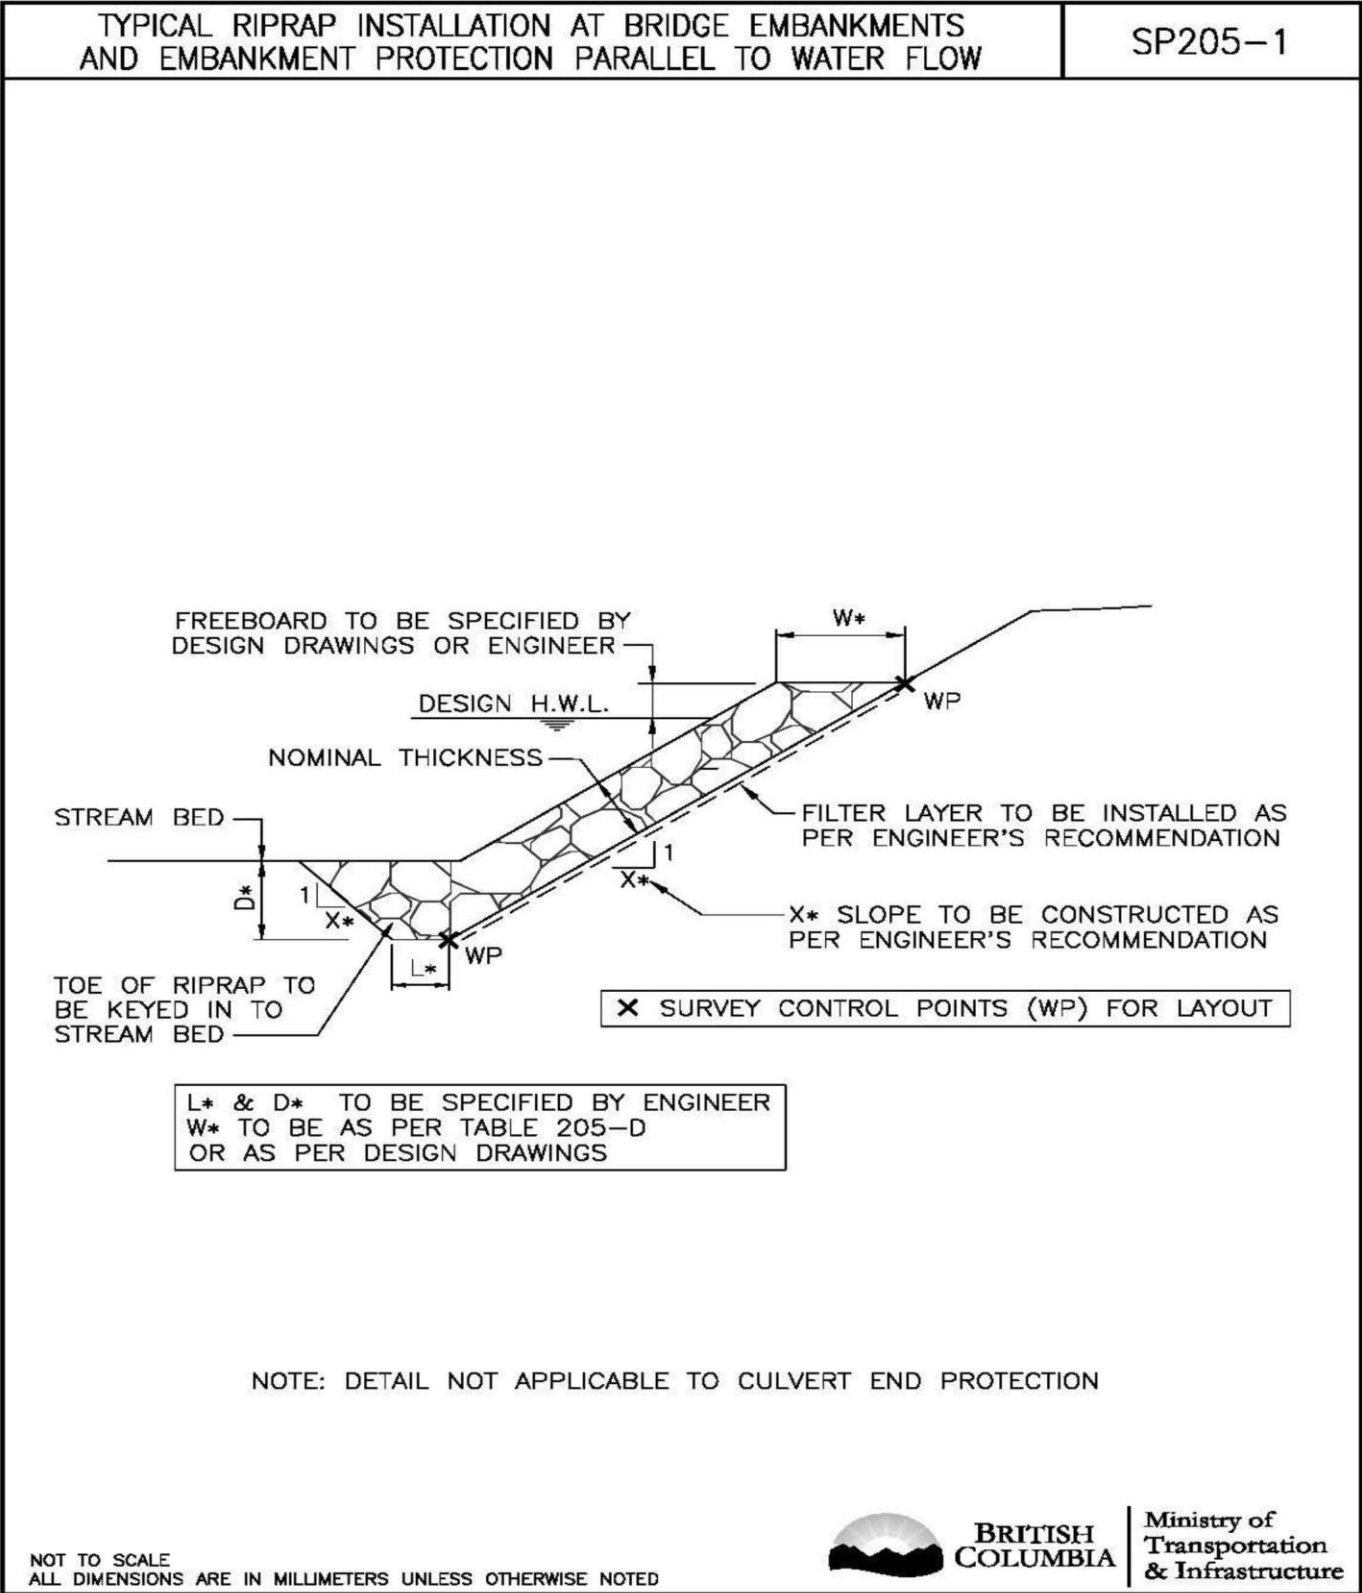 TYPICAL RIPRAP INSTALLATION AT BRIDGE EMBANKMENTS
AND EMBANKMENT PROTECTION PARALLEL TO WATER FLOW
SP205-1
FREEBOARD TO BE SPECIFIED BY
DESIGN DRAWINGS OR ENGINEER
W*
DESIGN H.W.L.
WP
NOMINAL THICKNESS
STREAM BED
FILTER LAYER TO BE INSTALLED AS
PER ENGINEER'S RECOMMENDATION
1
X*
D*
1
X*
X* SLOPE TO BE CONSTRUCTED AS
PER ENGINEER'S RECOMMENDATION
WP
L*
TOE OF RIPRAP TO
BE KEYED IN TO
STREAM BED
X SURVEY CONTROL POINTS (WP) FOR LAYOUT
L* & D* TO BE SPECIFIED BY ENGINEER
W* TO BE AS PER TABLE 205-D
OR AS PER DESIGN DRAWINGS
NOTE: DETAIL NOT APPLICABLE TO CULVERT END PROTECTION
NOT TO SCALE
ALL DIMENSIONS ARE IN MILLIMETERS UNLESS OTHERWISE NOTED
BRITISH
COLUMBIA
Ministry of
Transportation
& Infrastructure